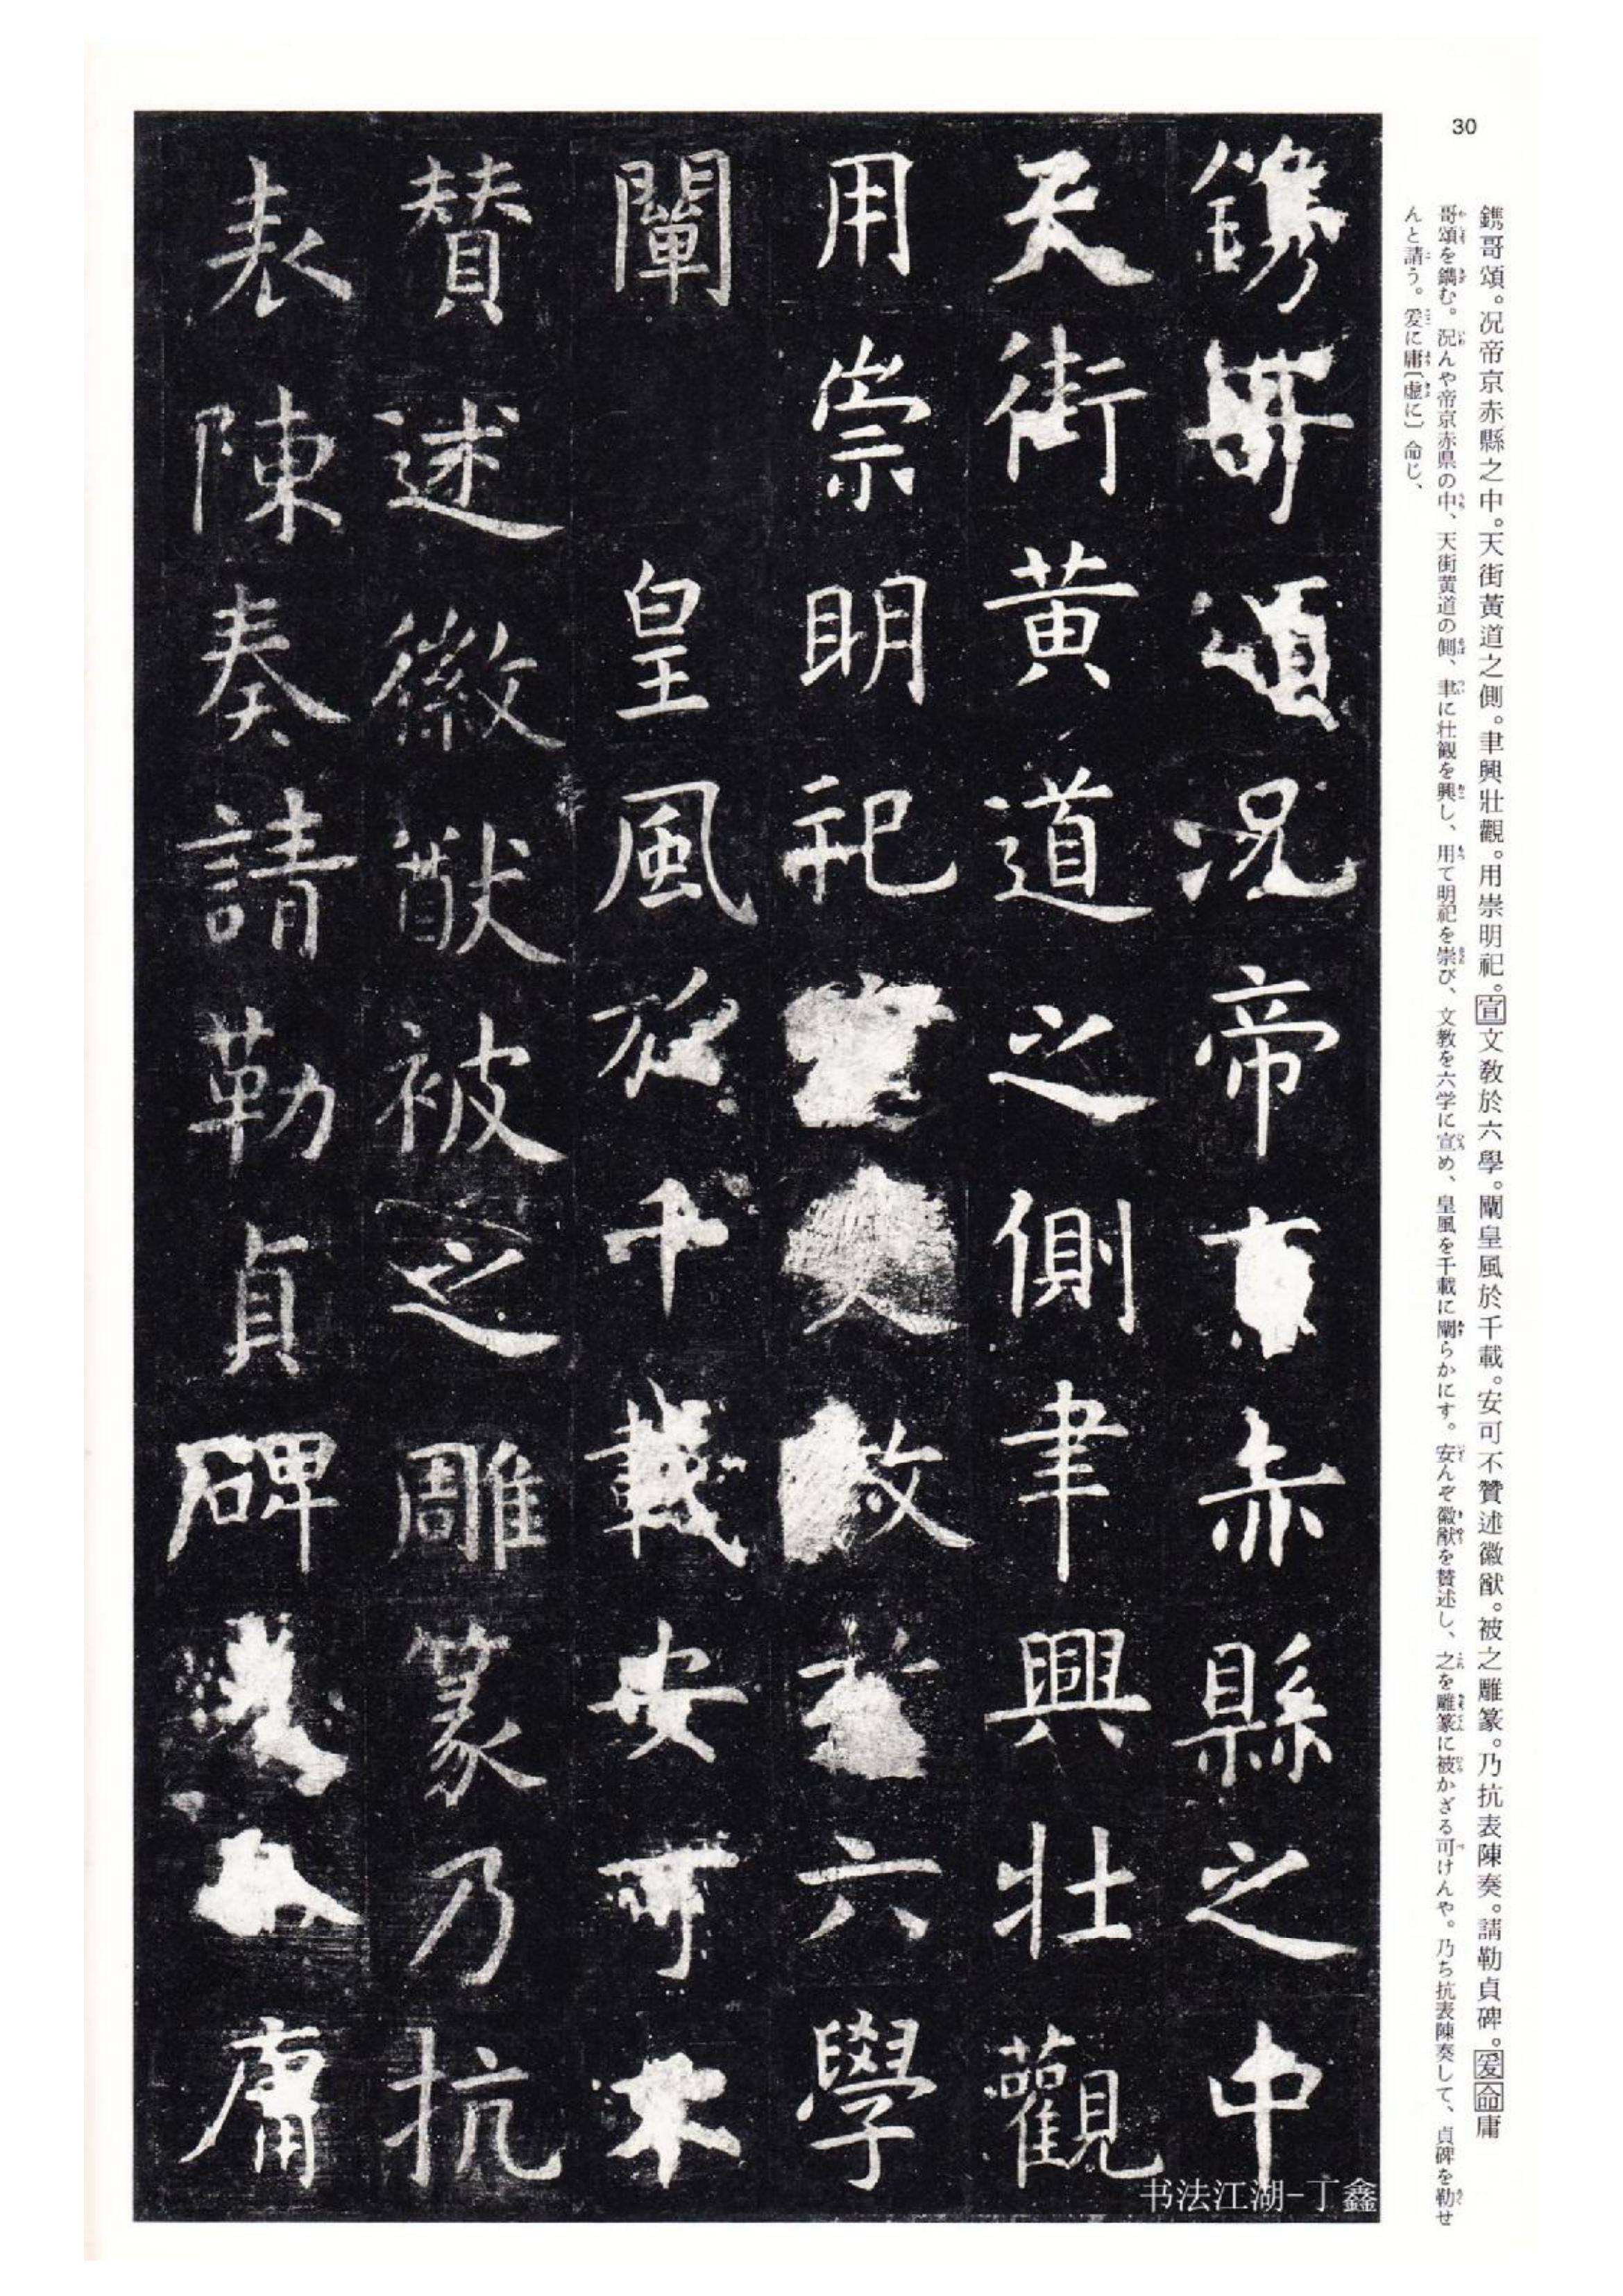 30
鐫哥頌。況帝京赤縣之中。天街黃道之側。聿興壯觀。用崇明祀。宣文教於六學。闡皇風於千載。安可不贊述徽猷。被之雕篆。乃抗表陳奏。請勒貞碑。爰命庸
哥頌を鐫む。況んや帝京赤県の中、天街黄道の側、聿に壮観を興し、用て明祀を崇び、文教を六学に宣め、皇風を千載に闡らかにす。安んぞ徽猷を賛述し、之を雕篆に被かざる可けんや。乃ち抗表陳奏して、貞碑を勒せ
んと請う。爰に庸〔虚に〕命じ、
鐫哥頌況帝京赤縣之中
天街黃道之側聿興壯觀
用崇明祀宣文教於六學
闡皇風於千載安可不
贊述徽猷被之雕篆乃抗
表陳奏請勒貞碑爰命庸
书法江湖-丁鑫